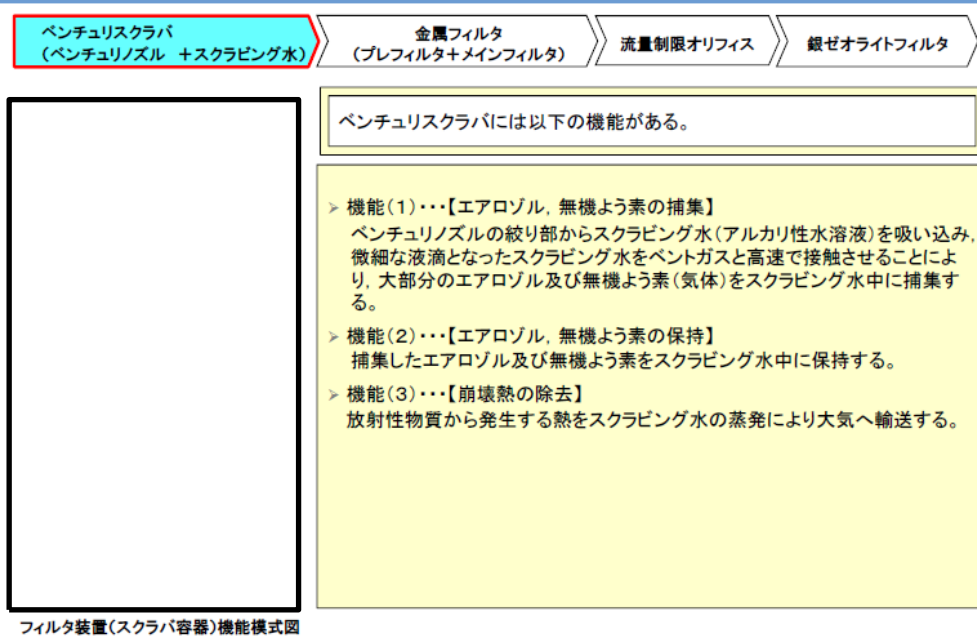 ベンチュリスクラバ
（ベンチュリノズル　＋スクラビング水）
金属フィルタ
（プレフィルタ＋メインフィルタ）
流量制限オリフィス
銀ゼオライトフィルタ
ベンチュリスクラバには以下の機能がある。
➢ 機能（１）・・・【エアロゾル，無機よう素の捕集】
ベンチュリノズルの絞り部からスクラビング水（アルカリ性水溶液）を吸い込み，
微細な液滴となったスクラビング水をベントガスと高速で接触させることによ
り，大部分のエアロゾル及び無機よう素（気体）をスクラビング水中に捕集す
る。
➢ 機能（２）・・・【エアロゾル，無機よう素の保持】
捕集したエアロゾル及び無機よう素をスクラビング水中に保持する。
➢ 機能（３）・・・【崩壊熱の除去】
放射性物質から発生する熱をスクラビング水の蒸発により大気へ輸送する。
フィルタ装置（スクラバ容器）機能模式図